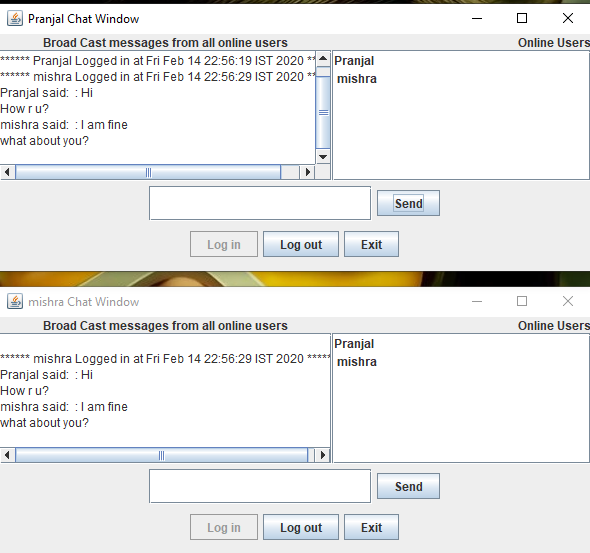 Pranjal Chat Window
Broad Cast messages from all online users
Online Users
****** Pranjal Logged in at Fri Feb 14 22:56:19 IST 2020 **
****** mishra Logged in at Fri Feb 14 22:56:29 IST 2020 **
Pranjal said: : Hi
How r u?
mishra said: : I am fine
what about you?
Pranjal
mishra
Send
Log in
Log out
Exit
mishra Chat Window
Broad Cast messages from all online users
Online Users
****** mishra Logged in at Fri Feb 14 22:56:29 IST 2020 *****
Pranjal said: : Hi
How r u?
mishra said: : I am fine
what about you?
Pranjal
mishra
Send
Log in
Log out
Exit